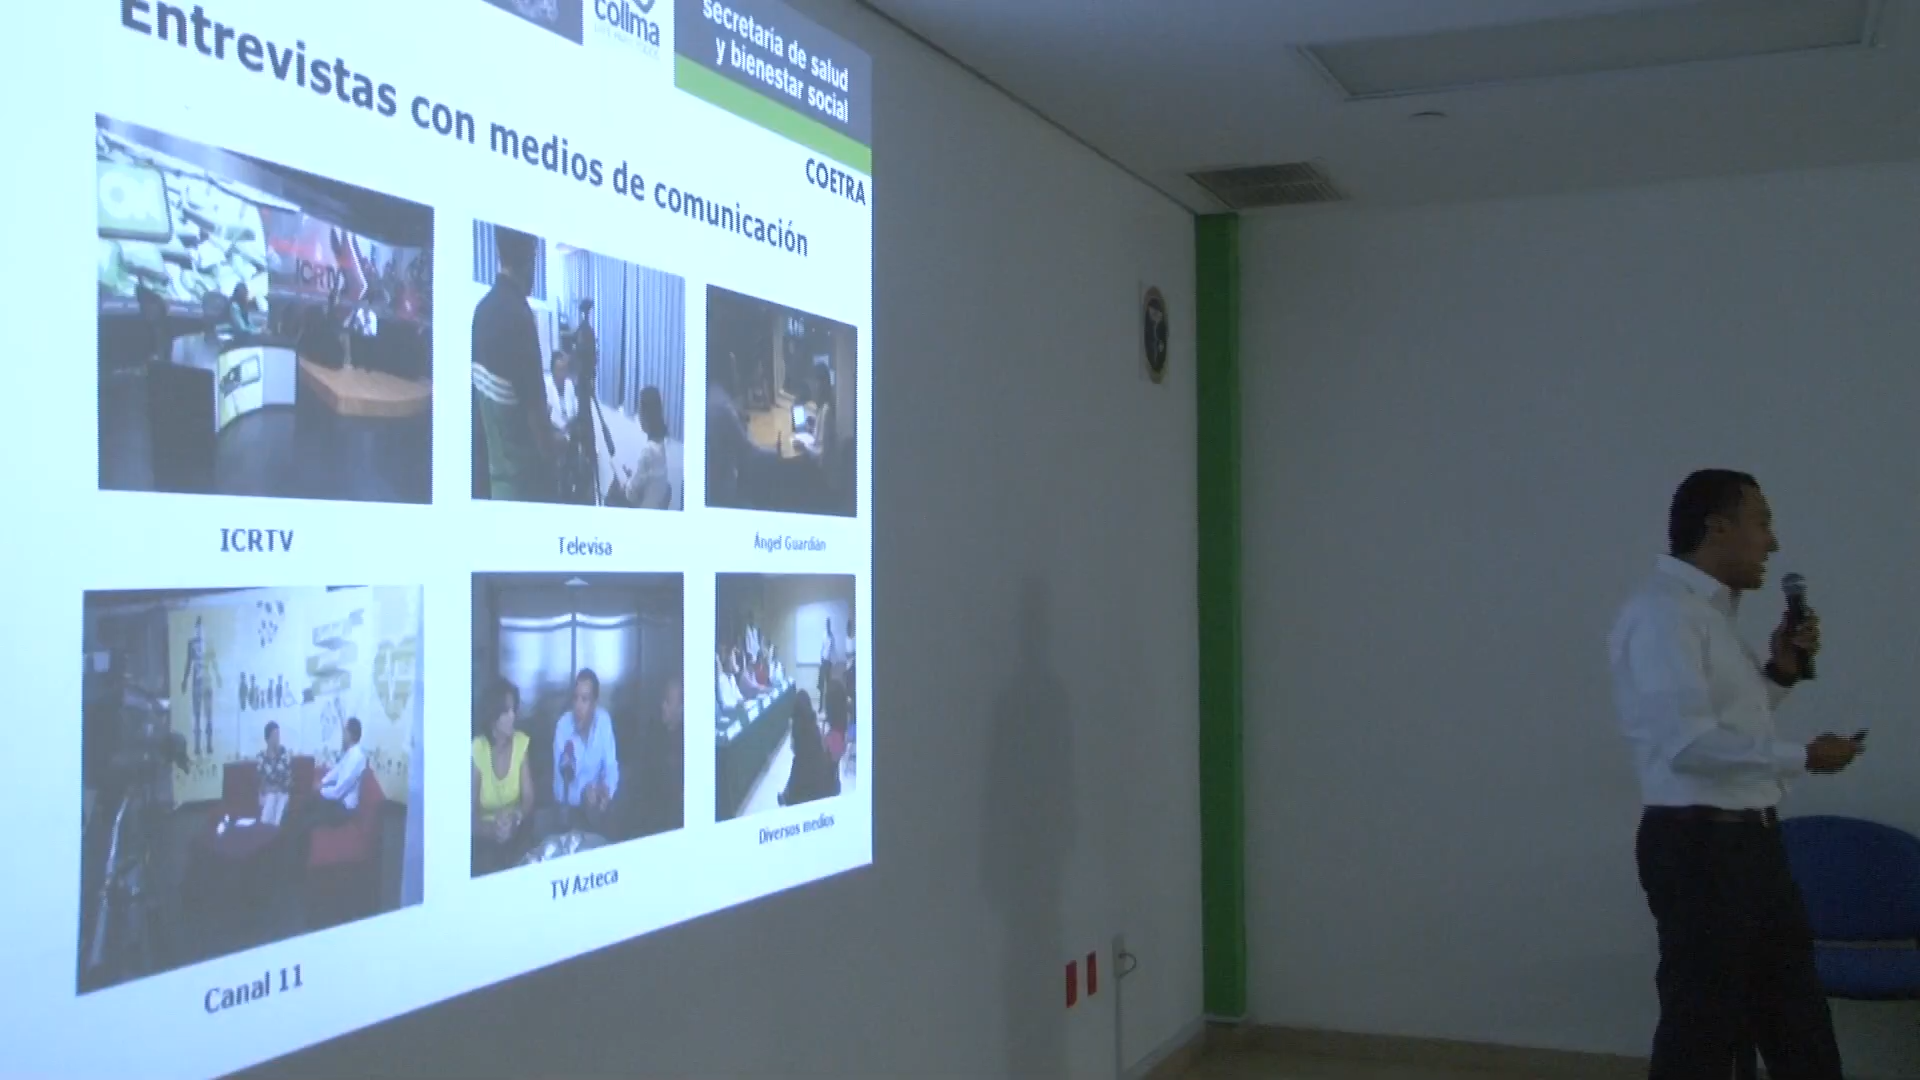 colima
secretaría de salud
y bienestar social
COETRA
Entrevistas con medios de comunicación
ICRTV
ICRTV
Televisa
Ángel Guardián
Canal 11
TV Azteca
Diversos medios